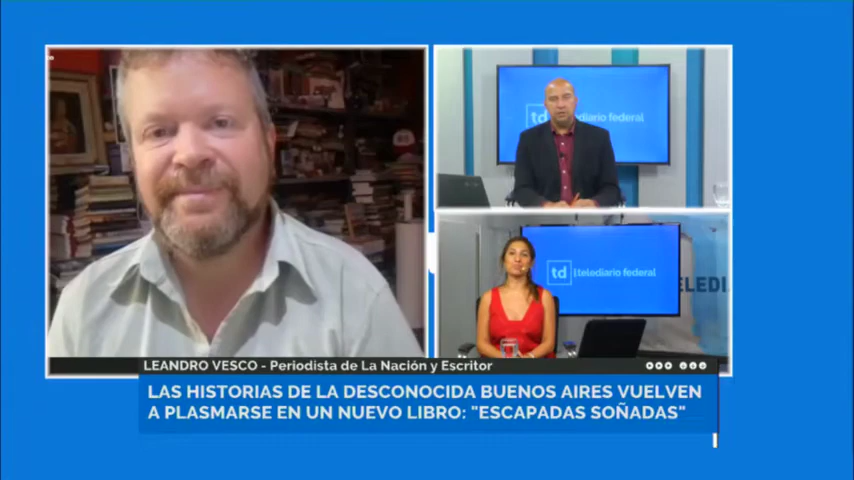 td | telediario federal
td | telediario federal
ELEDI
LEANDRO VESCO - Periodista de La Nación y Escritor
LAS HISTORIAS DE LA DESCONOCIDA BUENOS AIRES VUELVEN
A PLASMARSE EN UN NUEVO LIBRO: "ESCAPADAS SOÑADAS"